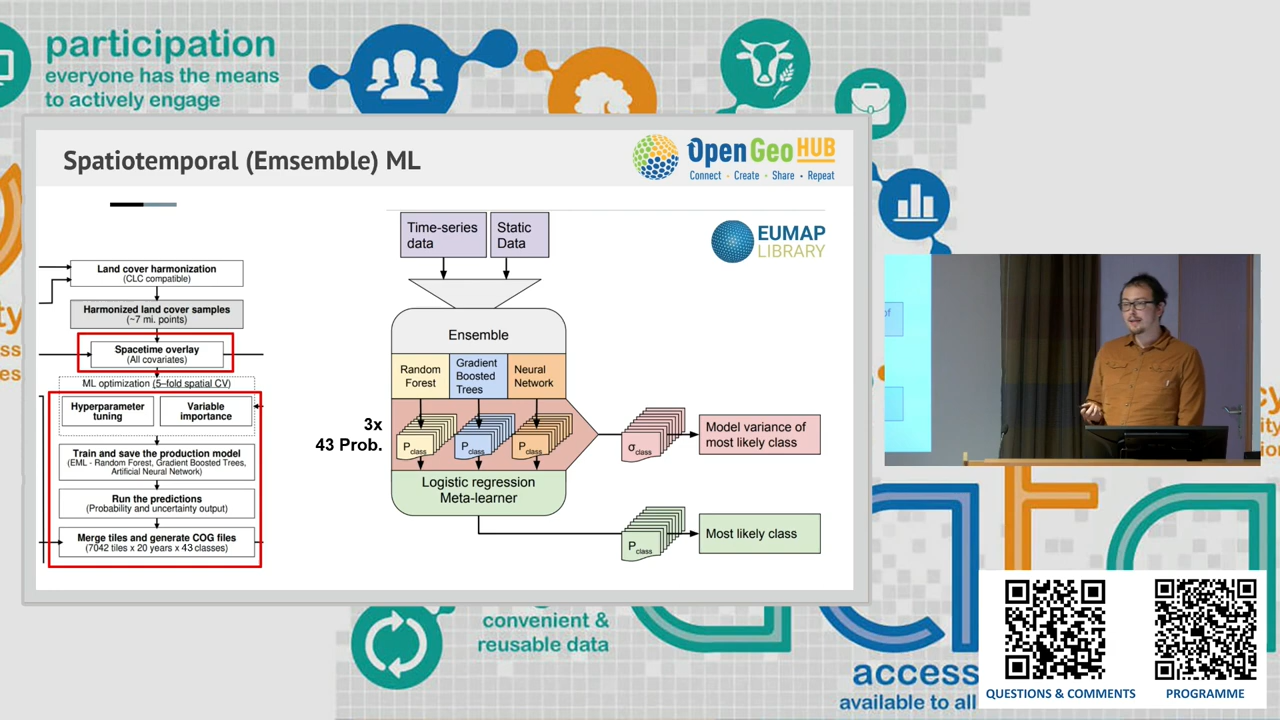 participation
everyone has the means
to actively engage
Spatiotemporal (Emsemble) ML
OpenGeoHUB
Connect • Create • Share • Repeat
EUMAP
LIBRARY
Land cover harmonization
(CLC compatible)
Harmonized land cover samples
(~7 mi. points)
Spacetime overlay
(All covariates)
ML optimization (5–fold spatial CV)
Hyperparameter
tuning
Variable
importance
Train and save the production model
(EML - Random Forest, Gradient Boosted Trees,
Artificial Neural Network)
Run the predictions
(Probability and uncertainty output)
Merge tiles and generate COG files
(7042 tiles x 20 years x 43 classes)
Time-series
data
Static
Data
Ensemble
Random
Forest
Gradient
Boosted
Trees
Neural
Network
3x
43 Prob.
Pclass
Pclass
Pclass
σclass
Model variance of
most likely class
Logistic regression
Meta-learner
Pclass
Most likely class
convenient &
reusable data
access
available to all
QUESTIONS & COMMENTS
PROGRAMME